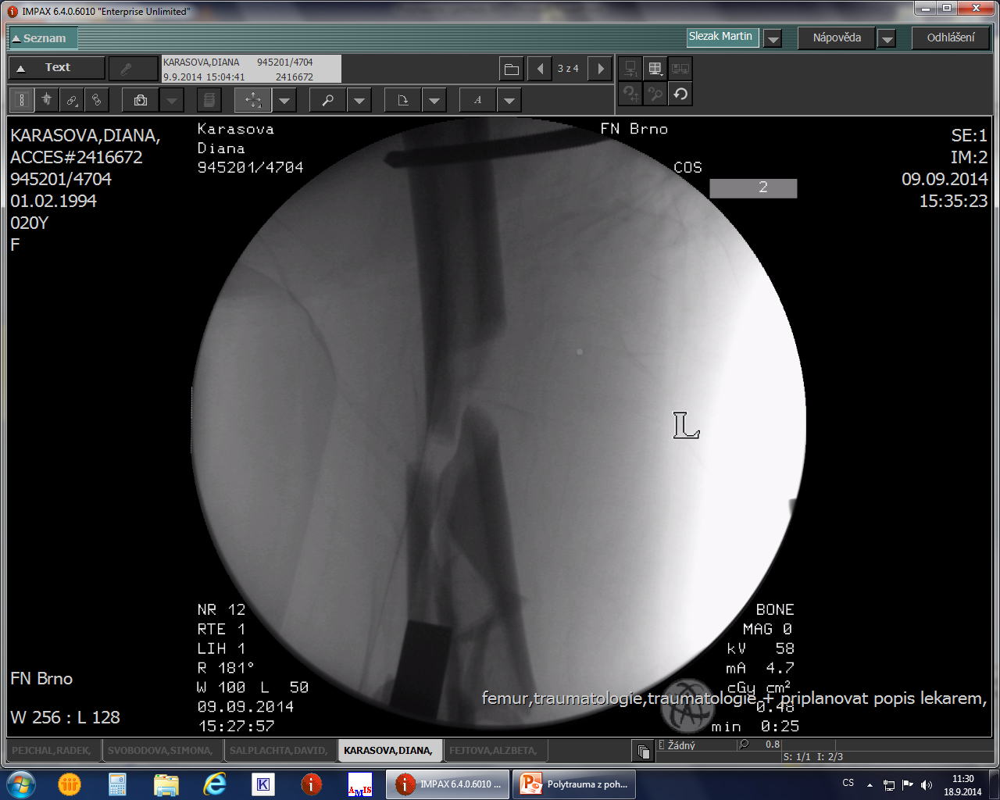 IMPAX 6.4.0.6010 "Enterprise Unlimited"
Seznam
Slezak Martin
Nápověda
Odhlášení
Text
KARASOVA,DIANA 945201/4704
9.9.2014 15:04:41 2416672
3 z 4
A
KARASOVA,DIANA,
ACCES#2416672
945201/4704
01.02.1994
020Y
F
Karasova
Diana
945201/4704
FN Brno
COS
2
SE:1
IM:2
09.09.2014
15:35:23
L
NR 12
RTE 1
LIH 1
R 181°
W 100 L 50
09.09.2014
15:27:57
BONE
MAG 0
kV 58
mA 4.7
cGy cm²
0.48
min 0:25
FN Brno
W 256 : L 128
femur,traumatologie,traumatologie,+ priplanovat popis lekarem,
PEJCHAL,RADEK,
SVOBODOVA,SIMONA,
SALPLACHTA,DAVID,
KARASOVA,DIANA,
FEJTOVA,ALZBETA,
Žádný
0.8
S: 1/1 I: 2/3
K
AMIS
IMPAX 6.4.0.6010 ...
Polytrauma z poh...
CS
11:30
18.9.2014